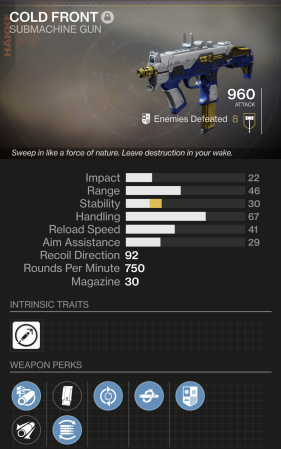 COLD FRONT
SUBMACHINE GUN
HÄKKE
960
ATTACK
Enemies Defeated 8
Sweep in like a force of nature. Leave destruction in your wake.
Impact 22
Range 46
Stability 30
Handling 67
Reload Speed 41
Aim Assistance 29
Recoil Direction 92
Rounds Per Minute 750
Magazine 30
INTRINSIC TRAITS
WEAPON PERKS